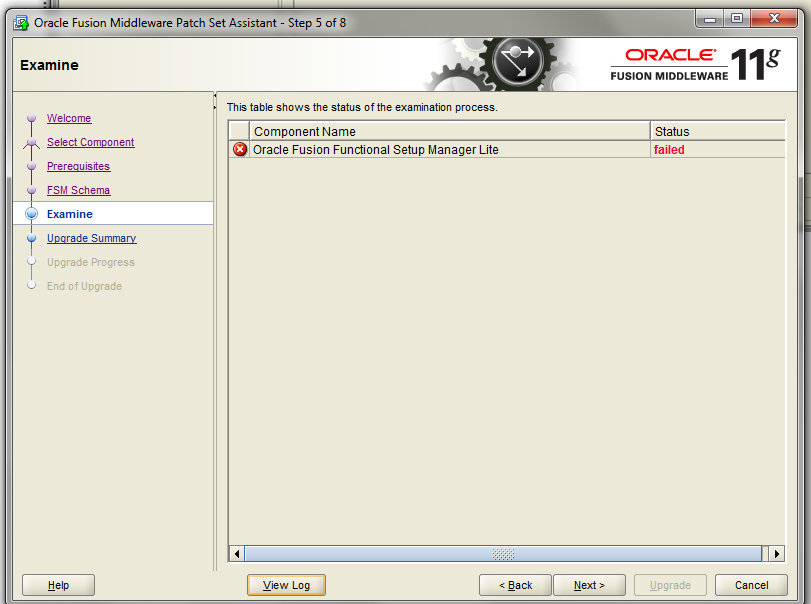 Oracle Fusion Middleware Patch Set Assistant - Step 5 of 8
Examine
ORACLE®
FUSION MIDDLEWARE 11g
Welcome
Select Component
Prerequisites
FSM Schema
Examine
Upgrade Summary
Upgrade Progress
End of Upgrade
This table shows the status of the examination process.
Component Name Status
Oracle Fusion Functional Setup Manager Lite failed
Help View Log < Back Next > Upgrade Cancel